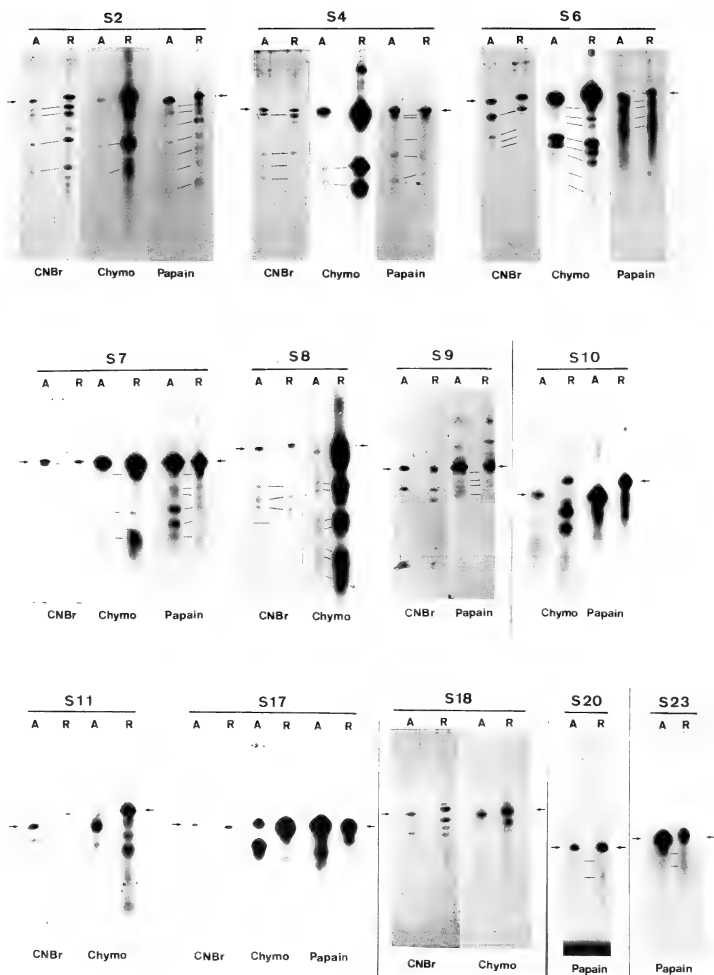 S2 S4 S6
A R A R A R A R A R A R A R A R A R
CNBr Chymo Papain CNBr Chymo Papain CNBr Chymo Papain
S7 S8 S9 S10
A R A R A R A R A R A R A R A R A R
CNBr Chymo Papain CNBr Chymo CNBr Papain Chymo Papain
S11 S17 S18 S20 S23
A R A R A R A R A R A R A R A R A R
CNBr Chymo CNBr Chymo Papain CNBr Chymo Papain Papain